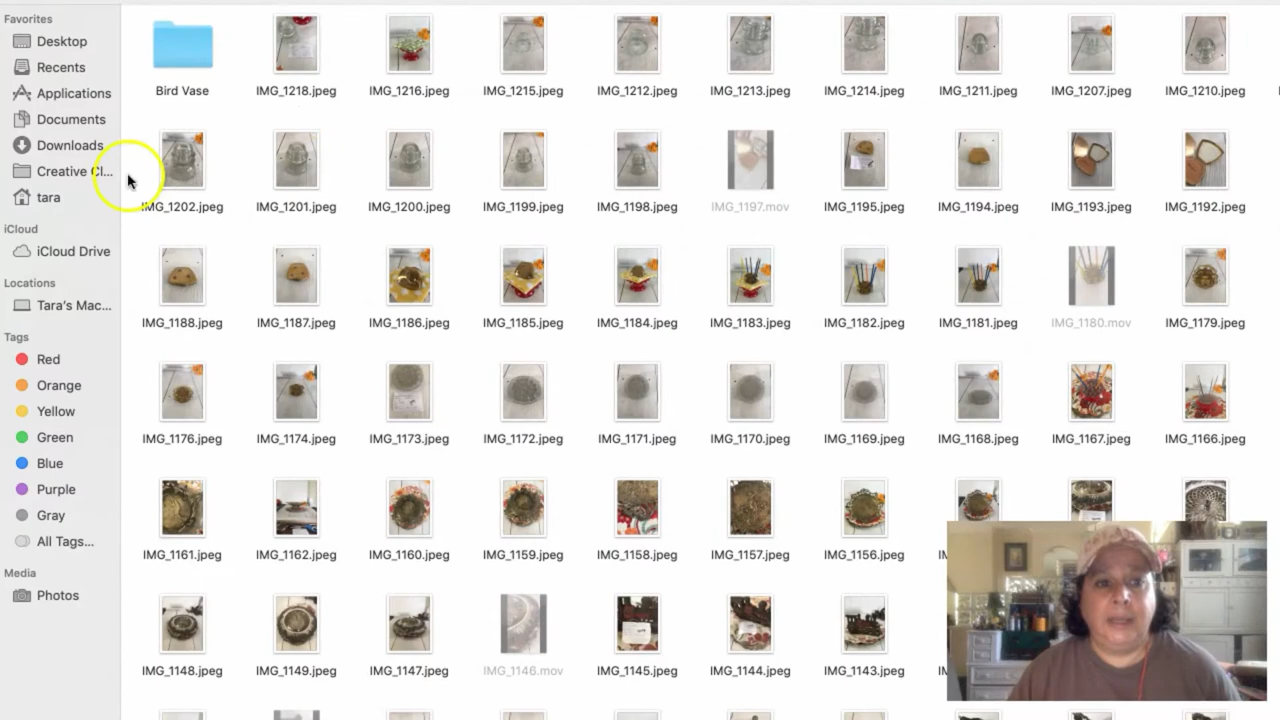 Favorites
Desktop
Recents
Applications
Documents
Downloads
Creative Cl...
tara
iCloud
iCloud Drive
Locations
Tara's Mac...
Tags
Red
Orange
Yellow
Green
Blue
Purple
Gray
All Tags...
Media
Photos
Bird Vase IMG_1218.jpeg IMG_1216.jpeg IMG_1215.jpeg IMG_1212.jpeg IMG_1213.jpeg IMG_1214.jpeg IMG_1211.jpeg IMG_1207.jpeg IMG_1210.jpeg
IMG_1202.jpeg IMG_1201.jpeg IMG_1200.jpeg IMG_1199.jpeg IMG_1198.jpeg IMG_1197.mov IMG_1195.jpeg IMG_1194.jpeg IMG_1193.jpeg IMG_1192.jpeg
IMG_1188.jpeg IMG_1187.jpeg IMG_1186.jpeg IMG_1185.jpeg IMG_1184.jpeg IMG_1183.jpeg IMG_1182.jpeg IMG_1181.jpeg IMG_1180.mov IMG_1179.jpeg
IMG_1176.jpeg IMG_1174.jpeg IMG_1173.jpeg IMG_1172.jpeg IMG_1171.jpeg IMG_1170.jpeg IMG_1169.jpeg IMG_1168.jpeg IMG_1167.jpeg IMG_1166.jpeg
IMG_1161.jpeg IMG_1162.jpeg IMG_1160.jpeg IMG_1159.jpeg IMG_1158.jpeg IMG_1157.jpeg IMG_1156.jpeg
IMG_1148.jpeg IMG_1149.jpeg IMG_1147.jpeg IMG_1146.mov IMG_1145.jpeg IMG_1144.jpeg IMG_1143.jpeg